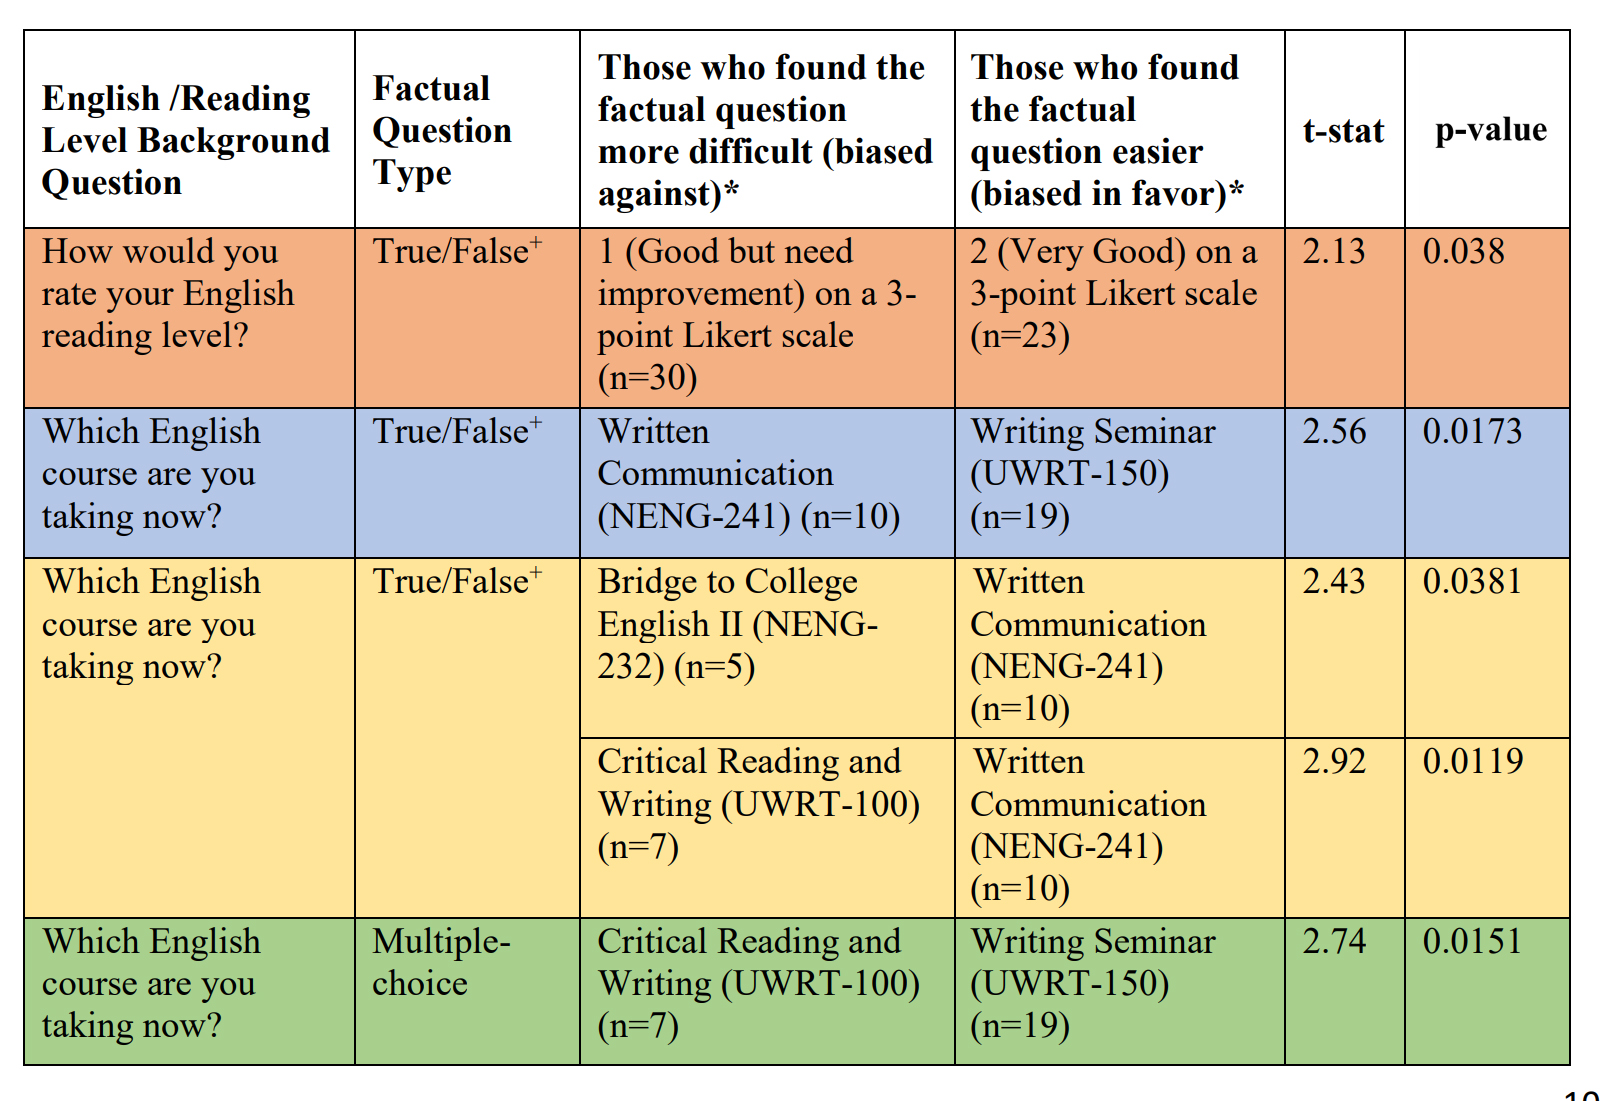 English /Reading
Level Background
Question
Factual
Question
Type
Those who found the
factual question
more difficult (biased
against)*
Those who found
the factual
question easier
(biased in favor)*
t-stat
p-value
How would you
rate your English
reading level?
True/False+
1 (Good but need
improvement) on a 3-
point Likert scale
(n=30)
2 (Very Good) on a
3-point Likert scale
(n=23)
2.13
0.038
Which English
course are you
taking now?
True/False+
Written
Communication
(NENG-241) (n=10)
Writing Seminar
(UWRT-150)
(n=19)
2.56
0.0173
Which English
course are you
taking now?
True/False+
Bridge to College
English II (NENG-
232) (n=5)
Written
Communication
(NENG-241)
(n=10)
2.43
0.0381
Critical Reading and
Writing (UWRT-100)
(n=7)
Written
Communication
(NENG-241)
(n=10)
2.92
0.0119
Which English
course are you
taking now?
Multiple-
choice
Critical Reading and
Writing (UWRT-100)
(n=7)
Writing Seminar
(UWRT-150)
(n=19)
2.74
0.0151